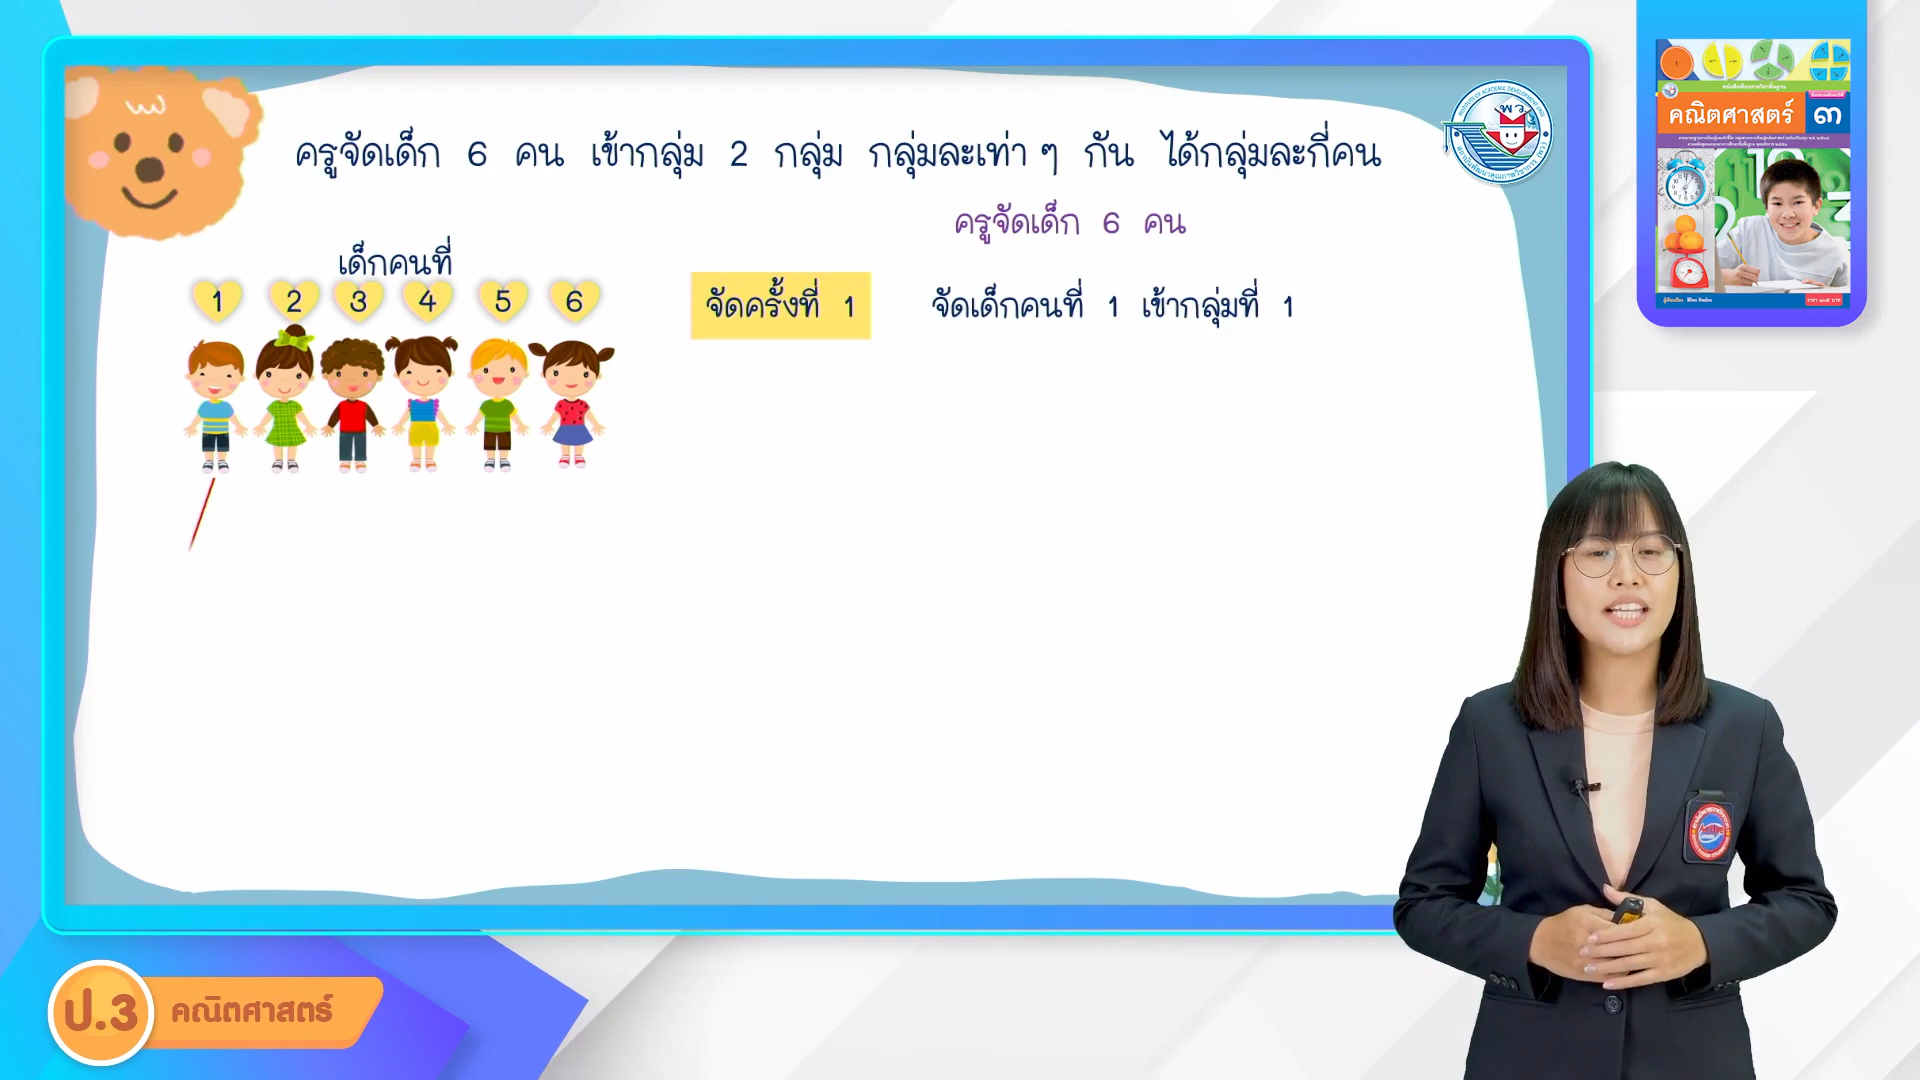 ครูจัดเด็ก 6 คน เข้ากลุ่ม 2 กลุ่ม กลุ่มละเท่า ๆ กัน ได้กลุ่มละกี่คน
ครูจัดเด็ก 6 คน
เด็กคนที่
1 2 3 4 5 6
จัดครั้งที่ 1
จัดเด็กคนที่ 1 เข้ากลุ่มที่ 1
พว
คณิตศาสตร์ ๓
ป.3 คณิตศาสตร์